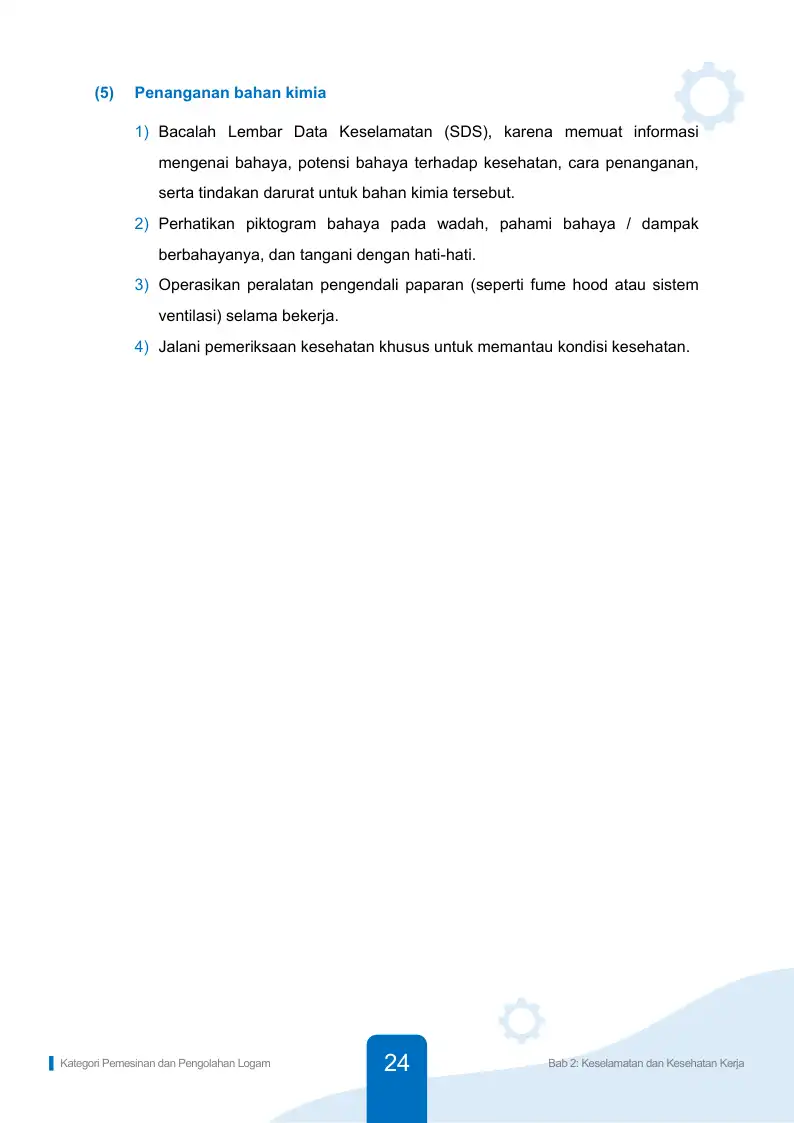 (5) Penanganan bahan kimia
1) Bacalah Lembar Data Keselamatan (SDS), karena memuat informasi
mengenai bahaya, potensi bahaya terhadap kesehatan, cara penanganan,
serta tindakan darurat untuk bahan kimia tersebut.
2) Perhatikan piktogram bahaya pada wadah, pahami bahaya / dampak
berbahayanya, dan tangani dengan hati-hati.
3) Operasikan peralatan pengendali paparan (seperti fume hood atau sistem
ventilasi) selama bekerja.
4) Jalani pemeriksaan kesehatan khusus untuk memantau kondisi kesehatan.
Kategori Pemesinan dan Pengolahan Logam
24
Bab 2: Keselamatan dan Kesehatan Kerja